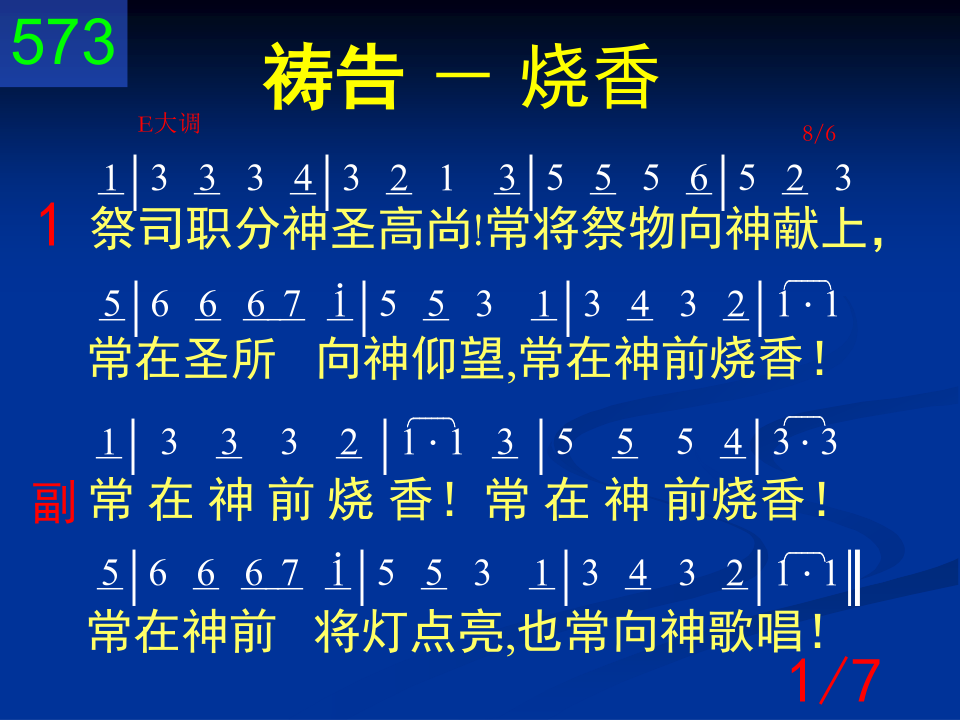 573
祷告 － 烧香
E大调
8/6
1|3 3 3 4|3 2 1 3|5 5 5 6|5 2 3
1 祭司职分神圣高尚!常将祭物向神献上，
5|6 6 6 7 i|5 5 3 1|3 4 3 2|1·1
常在圣所 向神仰望,常在神前烧香！
1|3 3 3 2|1·1 3|5 5 5 4|3·3
副 常 在 神 前 烧 香！常 在 神 前烧香！
5|6 6 6 7 i|5 5 3 1|3 4 3 2|1·1‖
常在神前 将灯点亮,也常向神歌唱！
1/7